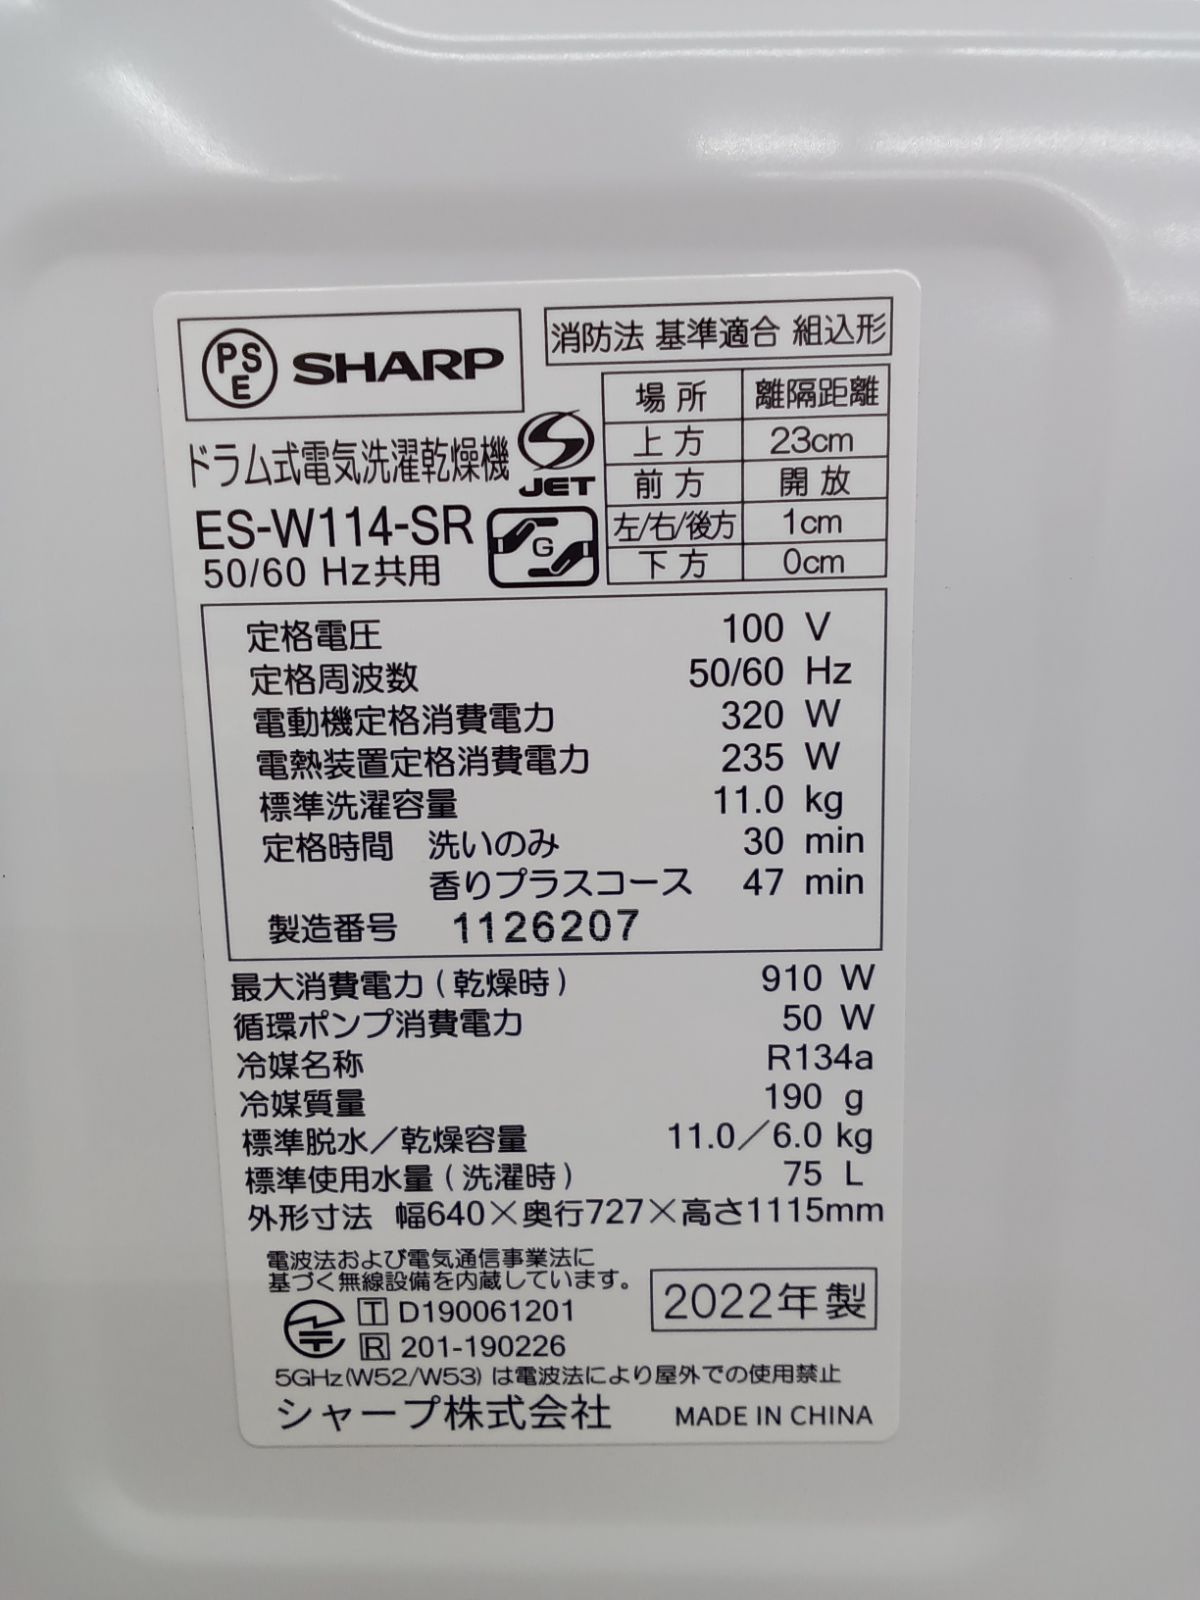 PSE SHARP
消防法 基準適合 組込形
場所 離隔距離
上方 23cm
前方 開放
左/右/後方 1cm
下方 0cm
ドラム式電気洗濯乾燥機
JET
ES-W114-SR
G
50/60 Hz共用
定格電圧 100 V
定格周波数 50/60 Hz
電動機定格消費電力 320 W
電熱装置定格消費電力 235 W
標準洗濯容量 11.0 kg
定格時間 洗いのみ 30 min
香りプラスコース 47 min
製造番号 1126207
最大消費電力(乾燥時) 910 W
循環ポンプ消費電力 50 W
冷媒名称 R134a
冷媒質量 190 g
標準脱水/乾燥容量 11.0/6.0 kg
標準使用水量(洗濯時) 75 L
外形寸法 幅640×奥行727×高さ1115mm
電波法および電気通信事業法に
基づく無線設備を内蔵しています。
T D190061201
R 201-190226
2022年製
5GHz(W52/W53)は電波法により屋外での使用禁止
シャープ株式会社 MADE IN CHINA